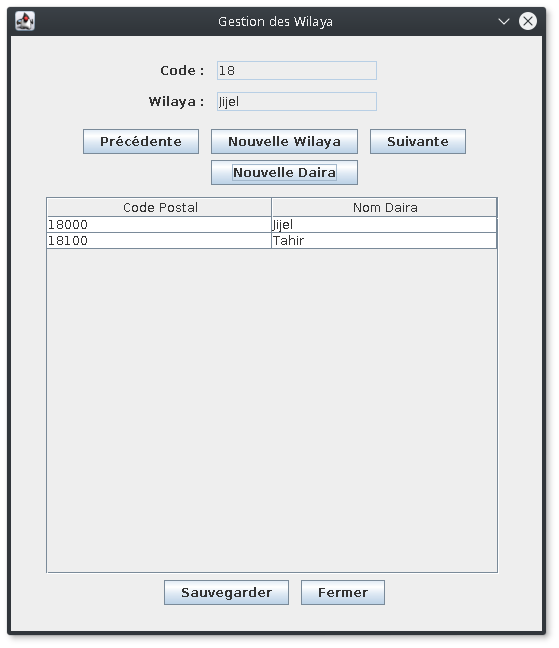 Gestion des Wilaya
Code : 18
Wilaya : Jijel
Précédente Nouvelle Wilaya Suivante
Nouvelle Daira
Code Postal Nom Daira
18000 Jijel
18100 Tahir
Sauvegarder Fermer